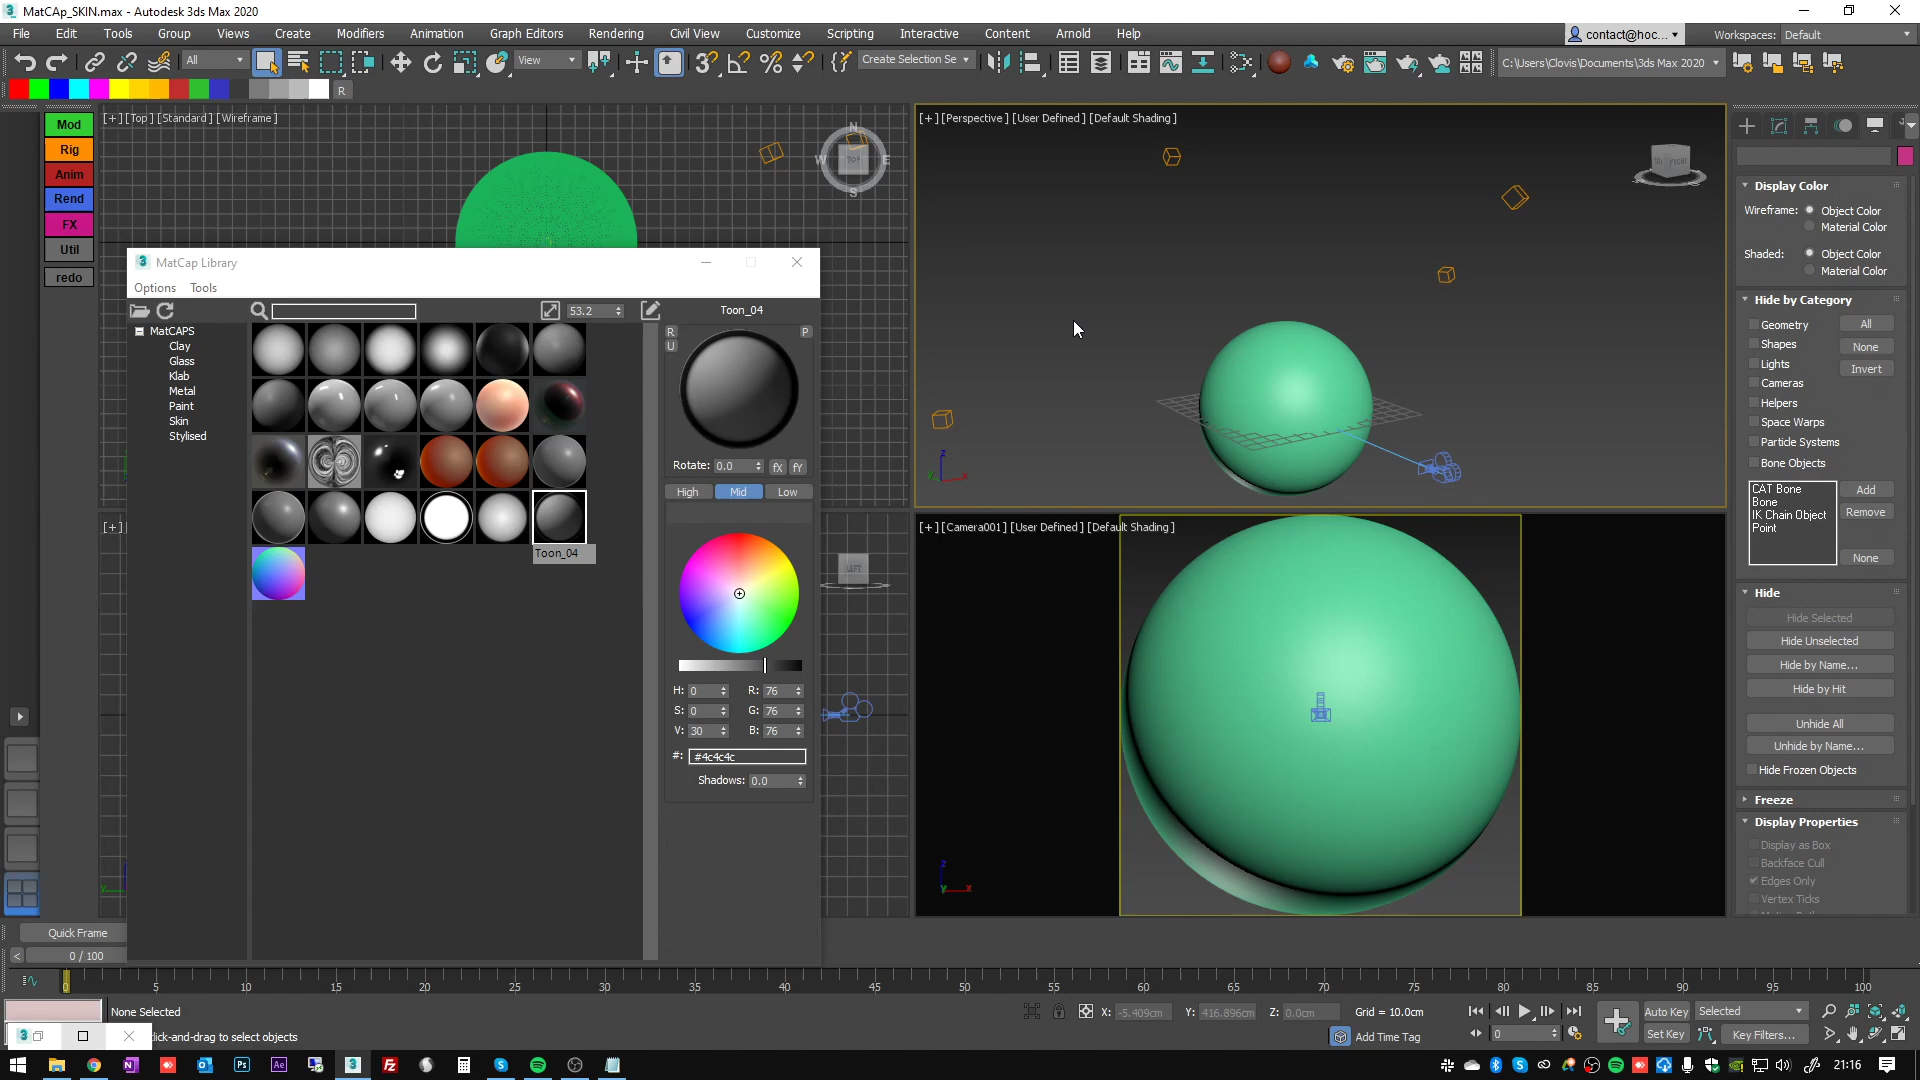 MatCAp_SKIN.max - Autodesk 3ds Max 2020
File Edit Tools Group Views Create Modifiers Animation Graph Editors Rendering Civil View Customize Scripting Interactive Content Arnold Help
contact@hoc...
Workspaces: Default
All
View
Create Selection Se
C:\Users\Clovis\Documents\3ds Max 2020
R
Mod
Rig
Anim
Rend
FX
Util
redo
[+] [Top] [Standard] [Wireframe]
N
W
TOP
E
S
[+] [Perspective] [User Defined] [Default Shading]
FRONT
MatCap Library
Options Tools
53.2
Toon_04
MatCAPS
Clay
Glass
Klab
Metal
Paint
Skin
Stylised
Toon_04
R
U
P
Rotate: 0.0
fX
fY
High Mid Low
H: 0 R: 76
S: 0 G: 76
V: 30 B: 76
#: #4c4c4c
Shadows: 0.0
[+]
LEFT
z
x
[+] [Camera001] [User Defined] [Default Shading]
z
y
x
Display Color
Wireframe: Object Color
Material Color
Shaded: Object Color
Material Color
Hide by Category
Geometry All
Shapes None
Lights Invert
Cameras
Helpers
Space Warps
Particle Systems
Bone Objects
CAT Bone
Bone
IK Chain Object
Point
Add
Remove
None
Hide
Hide Selected
Hide Unselected
Hide by Name...
Hide by Hit
Unhide All
Unhide by Name...
Hide Frozen Objects
Freeze
Display Properties
Display as Box
Backface Cull
Edges Only
Vertex Ticks
Quick Frame
< 0 / 100
0 5 10 15 20 25 30 35 40 45 50 55 60 65 70 75 80 85 90 95 100
None Selected
click-and-drag to select objects
X: -5.409cm Y: 416.896cm Z: 0.0cm Grid = 10.0cm
Add Time Tag
0
Auto Key Selected
Set Key Key Filters...
21:16